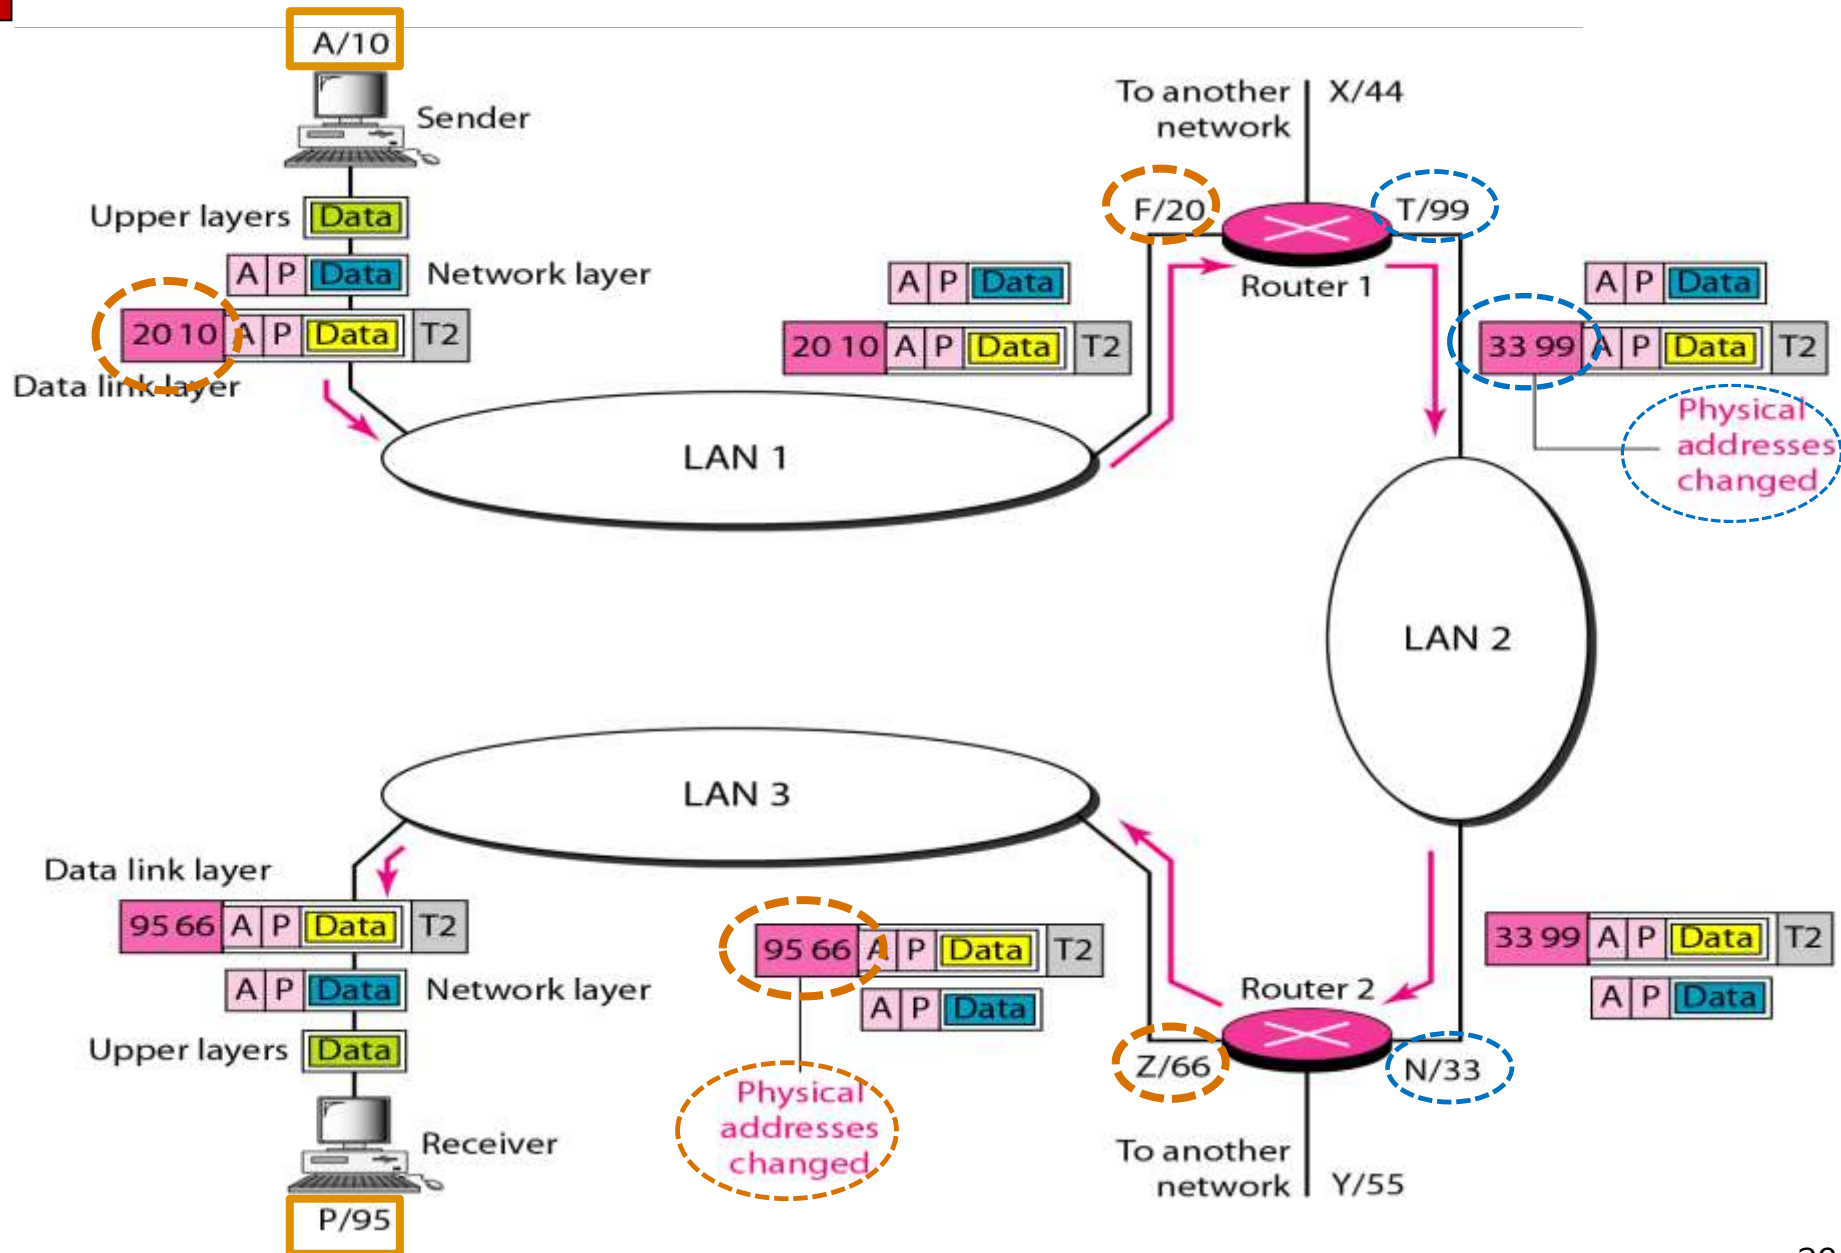 A/10
Sender
Upper layers
Data
A P Data
Network layer
20 10 A P Data T2
Data link layer
To another
network
X/44
F/20
T/99
Router 1
A P Data
20 10 A P Data T2
A P Data
33 99 A P Data T2
Physical
addresses
changed
LAN 1
LAN 2
LAN 3
Data link layer
95 66 A P Data T2
A P Data
Network layer
Upper layers
Data
Receiver
P/95
95 66 A P Data T2
A P Data
Physical
addresses
changed
33 99 A P Data T2
A P Data
Router 2
Z/66
N/33
To another
network
Y/55